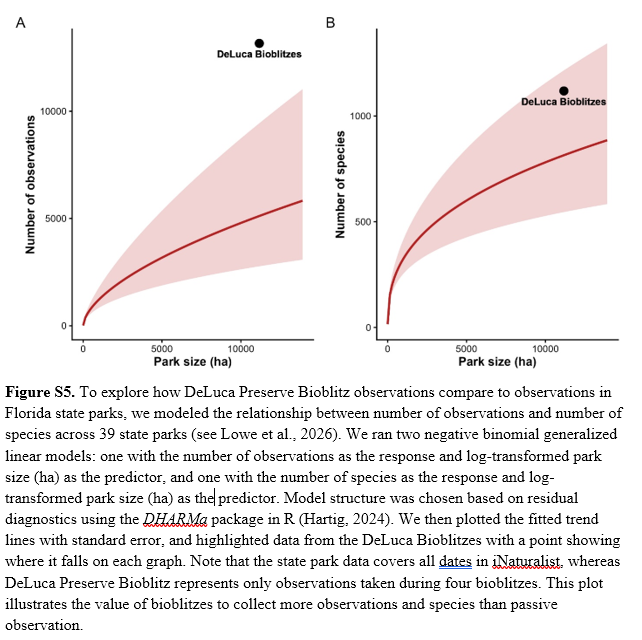 A
B
DeLuca Bioblitzes
DeLuca Bioblitzes
10000
5000
0
1000
500
0
Number of observations
Number of species
0
5000
10000
0
5000
10000
Park size (ha)
Park size (ha)
Figure S5. To explore how DeLuca Preserve Bioblitz observations compare to observations in
Florida state parks, we modeled the relationship between number of observations and number of
species across 39 state parks (see Lowe et al., 2026). We ran two negative binomial generalized
linear models: one with the number of observations as the response and log-transformed park
size (ha) as the predictor, and one with the number of species as the response and log-
transformed park size (ha) as the predictor. Model structure was chosen based on residual
diagnostics using the DHARMa package in R (Hartig, 2024). We then plotted the fitted trend
lines with standard error, and highlighted data from the DeLuca Bioblitzes with a point showing
where it falls on each graph. Note that the state park data covers all dates in iNaturalist, whereas
DeLuca Preserve Bioblitz represents only observations taken during four bioblitzes. This plot
illustrates the value of bioblitzes to collect more observations and species than passive
observation.